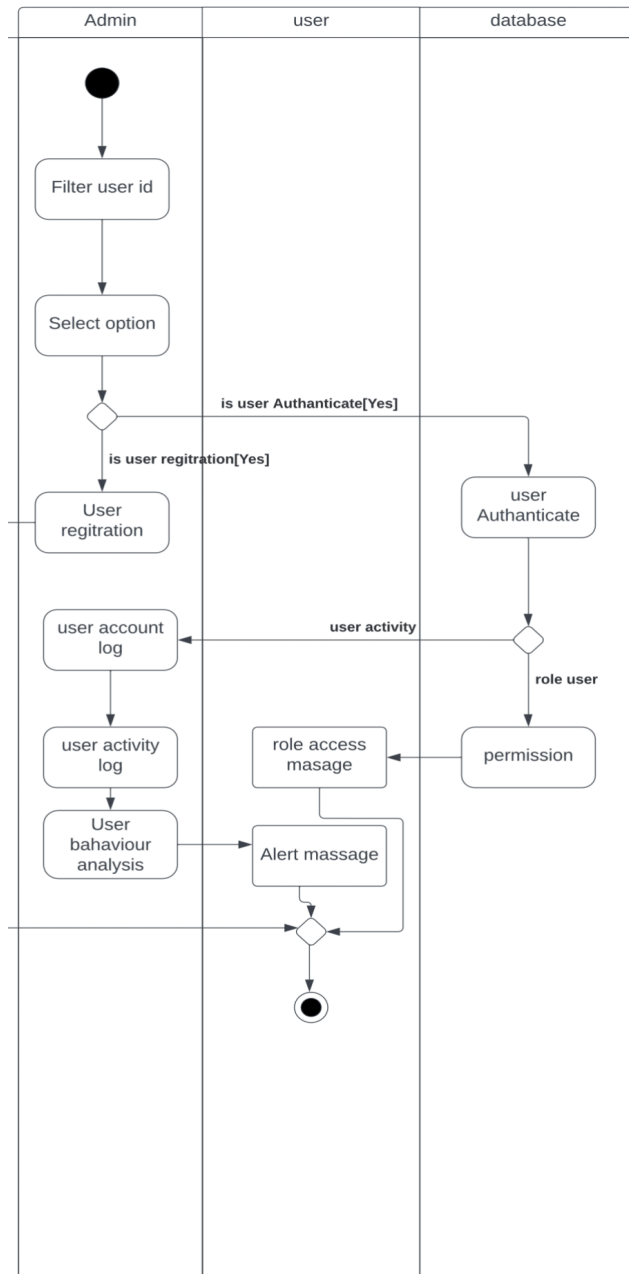 Admin
user
database
Filter user id
Select option
is user Authanticate[Yes]
is user regitration[Yes]
User
regitration
user
Authanticate
user account
log
user activity
role user
user activity
log
role access
masage
permission
User
bahaviour
analysis
Alert massage